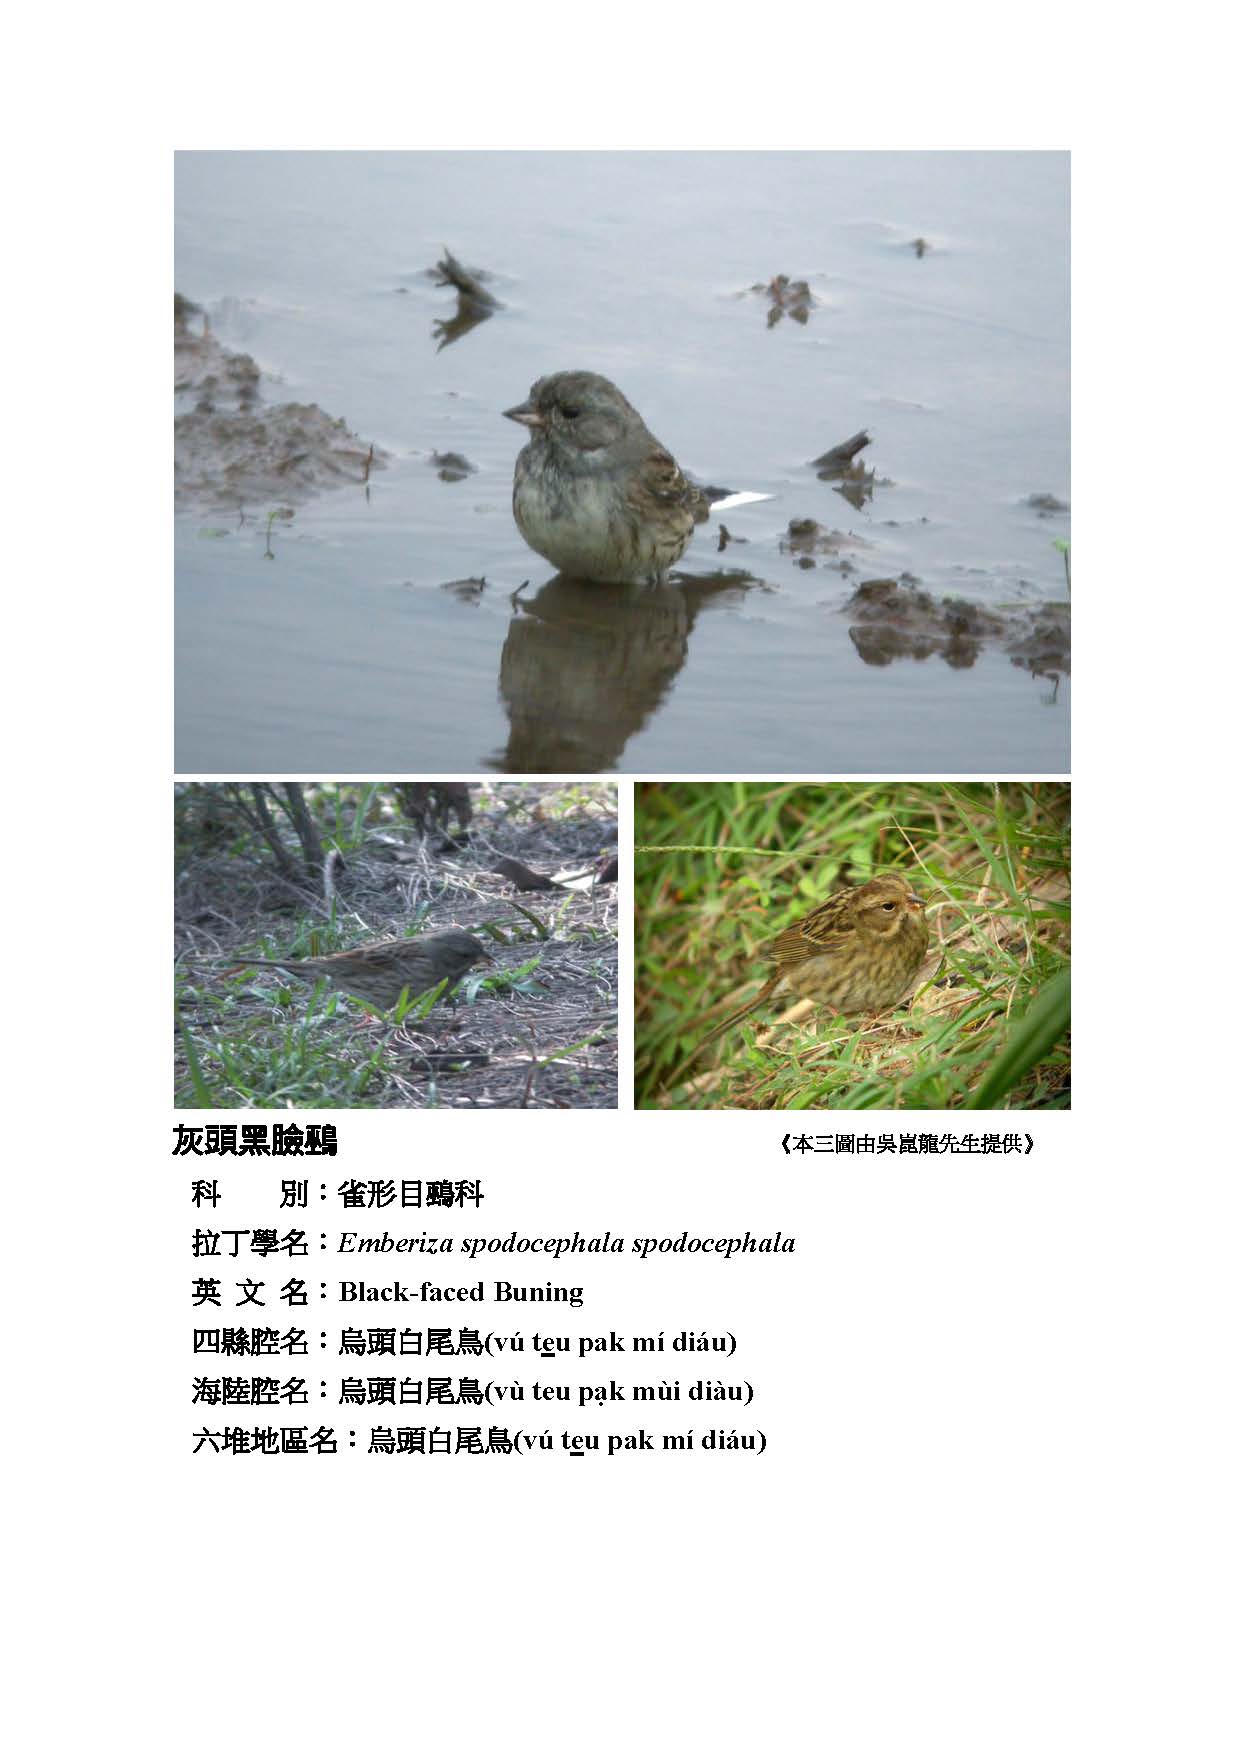 灰頭黑臉鵐 《本三圖由吳崑龍先生提供》
科　　別：雀形目鵐科
拉丁學名：Emberiza spodocephala spodocephala
英 文 名：Black-faced Buning
四縣腔名：烏頭白尾鳥(vú te̲u pak mí diáu)
海陸腔名：烏頭白尾鳥(vù teu pạk mùi diàu)
六堆地區名：烏頭白尾鳥(vú te̲u pak mí diáu)